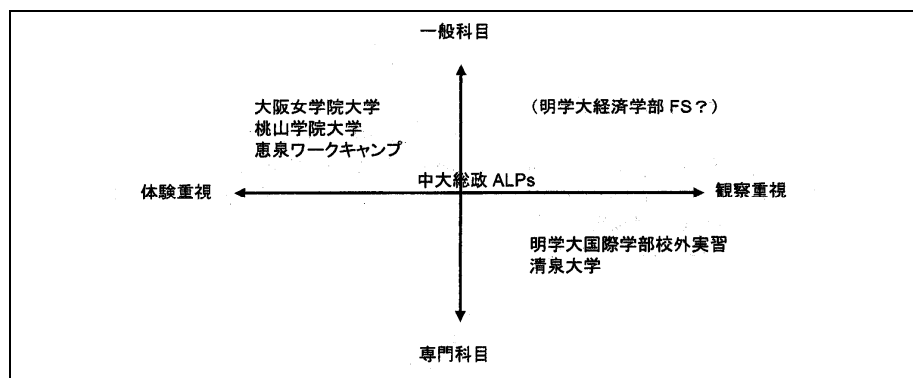 一般科目
大阪女学院大学
桃山学院大学
恵泉ワークキャンプ
(明学大経済学部 FS?)
中大総政 ALPs
体験重視
観察重視
明学大国際学部校外実習
清泉大学
専門科目